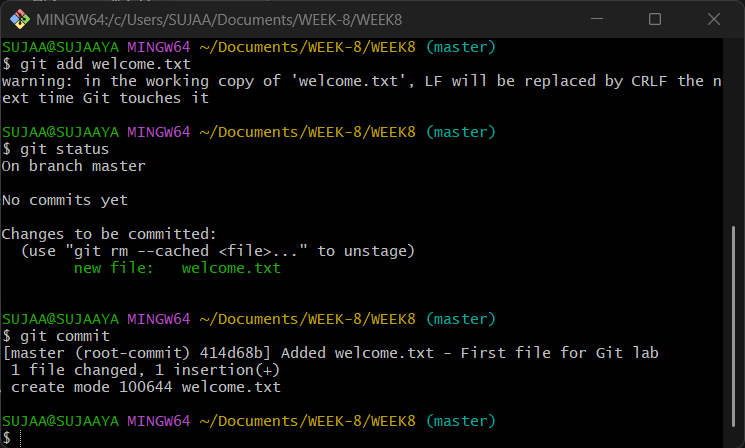 MINGW64:/c/Users/SUJAA/Documents/WEEK-8/WEEK8
SUJAA@SUJAAYA MINGW64 ~/Documents/WEEK-8/WEEK8 (master)
$ git add welcome.txt
warning: in the working copy of 'welcome.txt', LF will be replaced by CRLF the n
ext time Git touches it
SUJAA@SUJAAYA MINGW64 ~/Documents/WEEK-8/WEEK8 (master)
$ git status
On branch master
No commits yet
Changes to be committed:
  (use "git rm --cached <file>..." to unstage)
        new file:   welcome.txt
SUJAA@SUJAAYA MINGW64 ~/Documents/WEEK-8/WEEK8 (master)
$ git commit
[master (root-commit) 414d68b] Added welcome.txt - First file for Git lab
 1 file changed, 1 insertion(+)
 create mode 100644 welcome.txt
SUJAA@SUJAAYA MINGW64 ~/Documents/WEEK-8/WEEK8 (master)
$